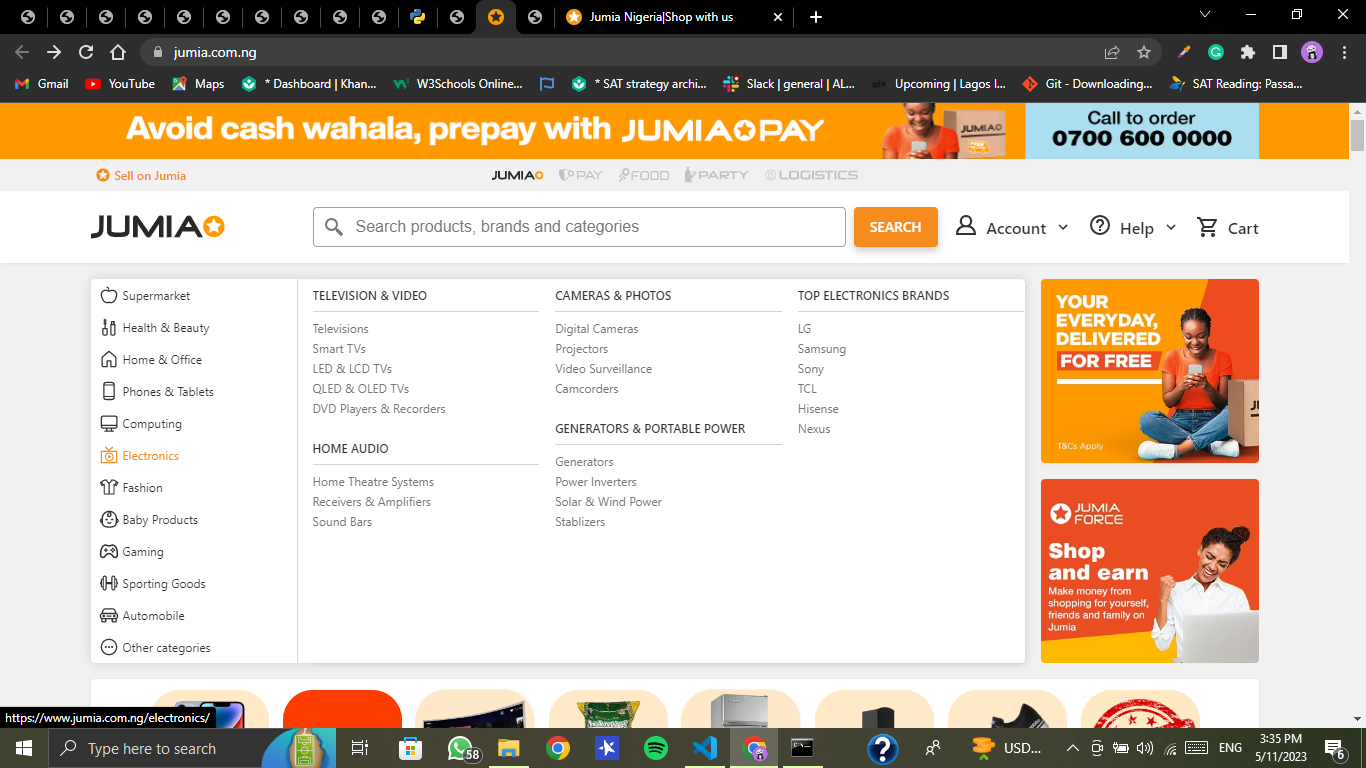 Jumia Nigeria|Shop with us
jumia.com.ng
Gmail
YouTube
Maps
* Dashboard | Khan...
W3Schools Online...
* SAT strategy archi...
Slack | general | AL...
Upcoming | Lagos I...
Git - Downloading...
SAT Reading: Passa...
Avoid cash wahala, prepay with JUMIA PAY
JUMIA
Call to order
0700 600 0000
Sell on Jumia
JUMIA
PAY
FOOD
PARTY
LOGISTICS
JUMIA
Search products, brands and categories
SEARCH
Account
Help
Cart
Supermarket
Health & Beauty
Home & Office
Phones & Tablets
Computing
Electronics
Fashion
Baby Products
Gaming
Sporting Goods
Automobile
Other categories
TELEVISION & VIDEO
Televisions
Smart TVs
LED & LCD TVs
QLED & OLED TVs
DVD Players & Recorders
HOME AUDIO
Home Theatre Systems
Receivers & Amplifiers
Sound Bars
CAMERAS & PHOTOS
Digital Cameras
Projectors
Video Surveillance
Camcorders
GENERATORS & PORTABLE POWER
Generators
Power Inverters
Solar & Wind Power
Stablizers
TOP ELECTRONICS BRANDS
LG
Samsung
Sony
TCL
Hisense
Nexus
YOUR
EVERYDAY,
DELIVERED
FOR FREE
T&Cs Apply
JUMIA
FORCE
Shop
and earn
Make money from
shopping for yourself,
friends and family on
Jumia
https://www.jumia.com.ng/electronics/
Type here to search
58
USD...
ENG
3:35 PM
5/11/2023
6